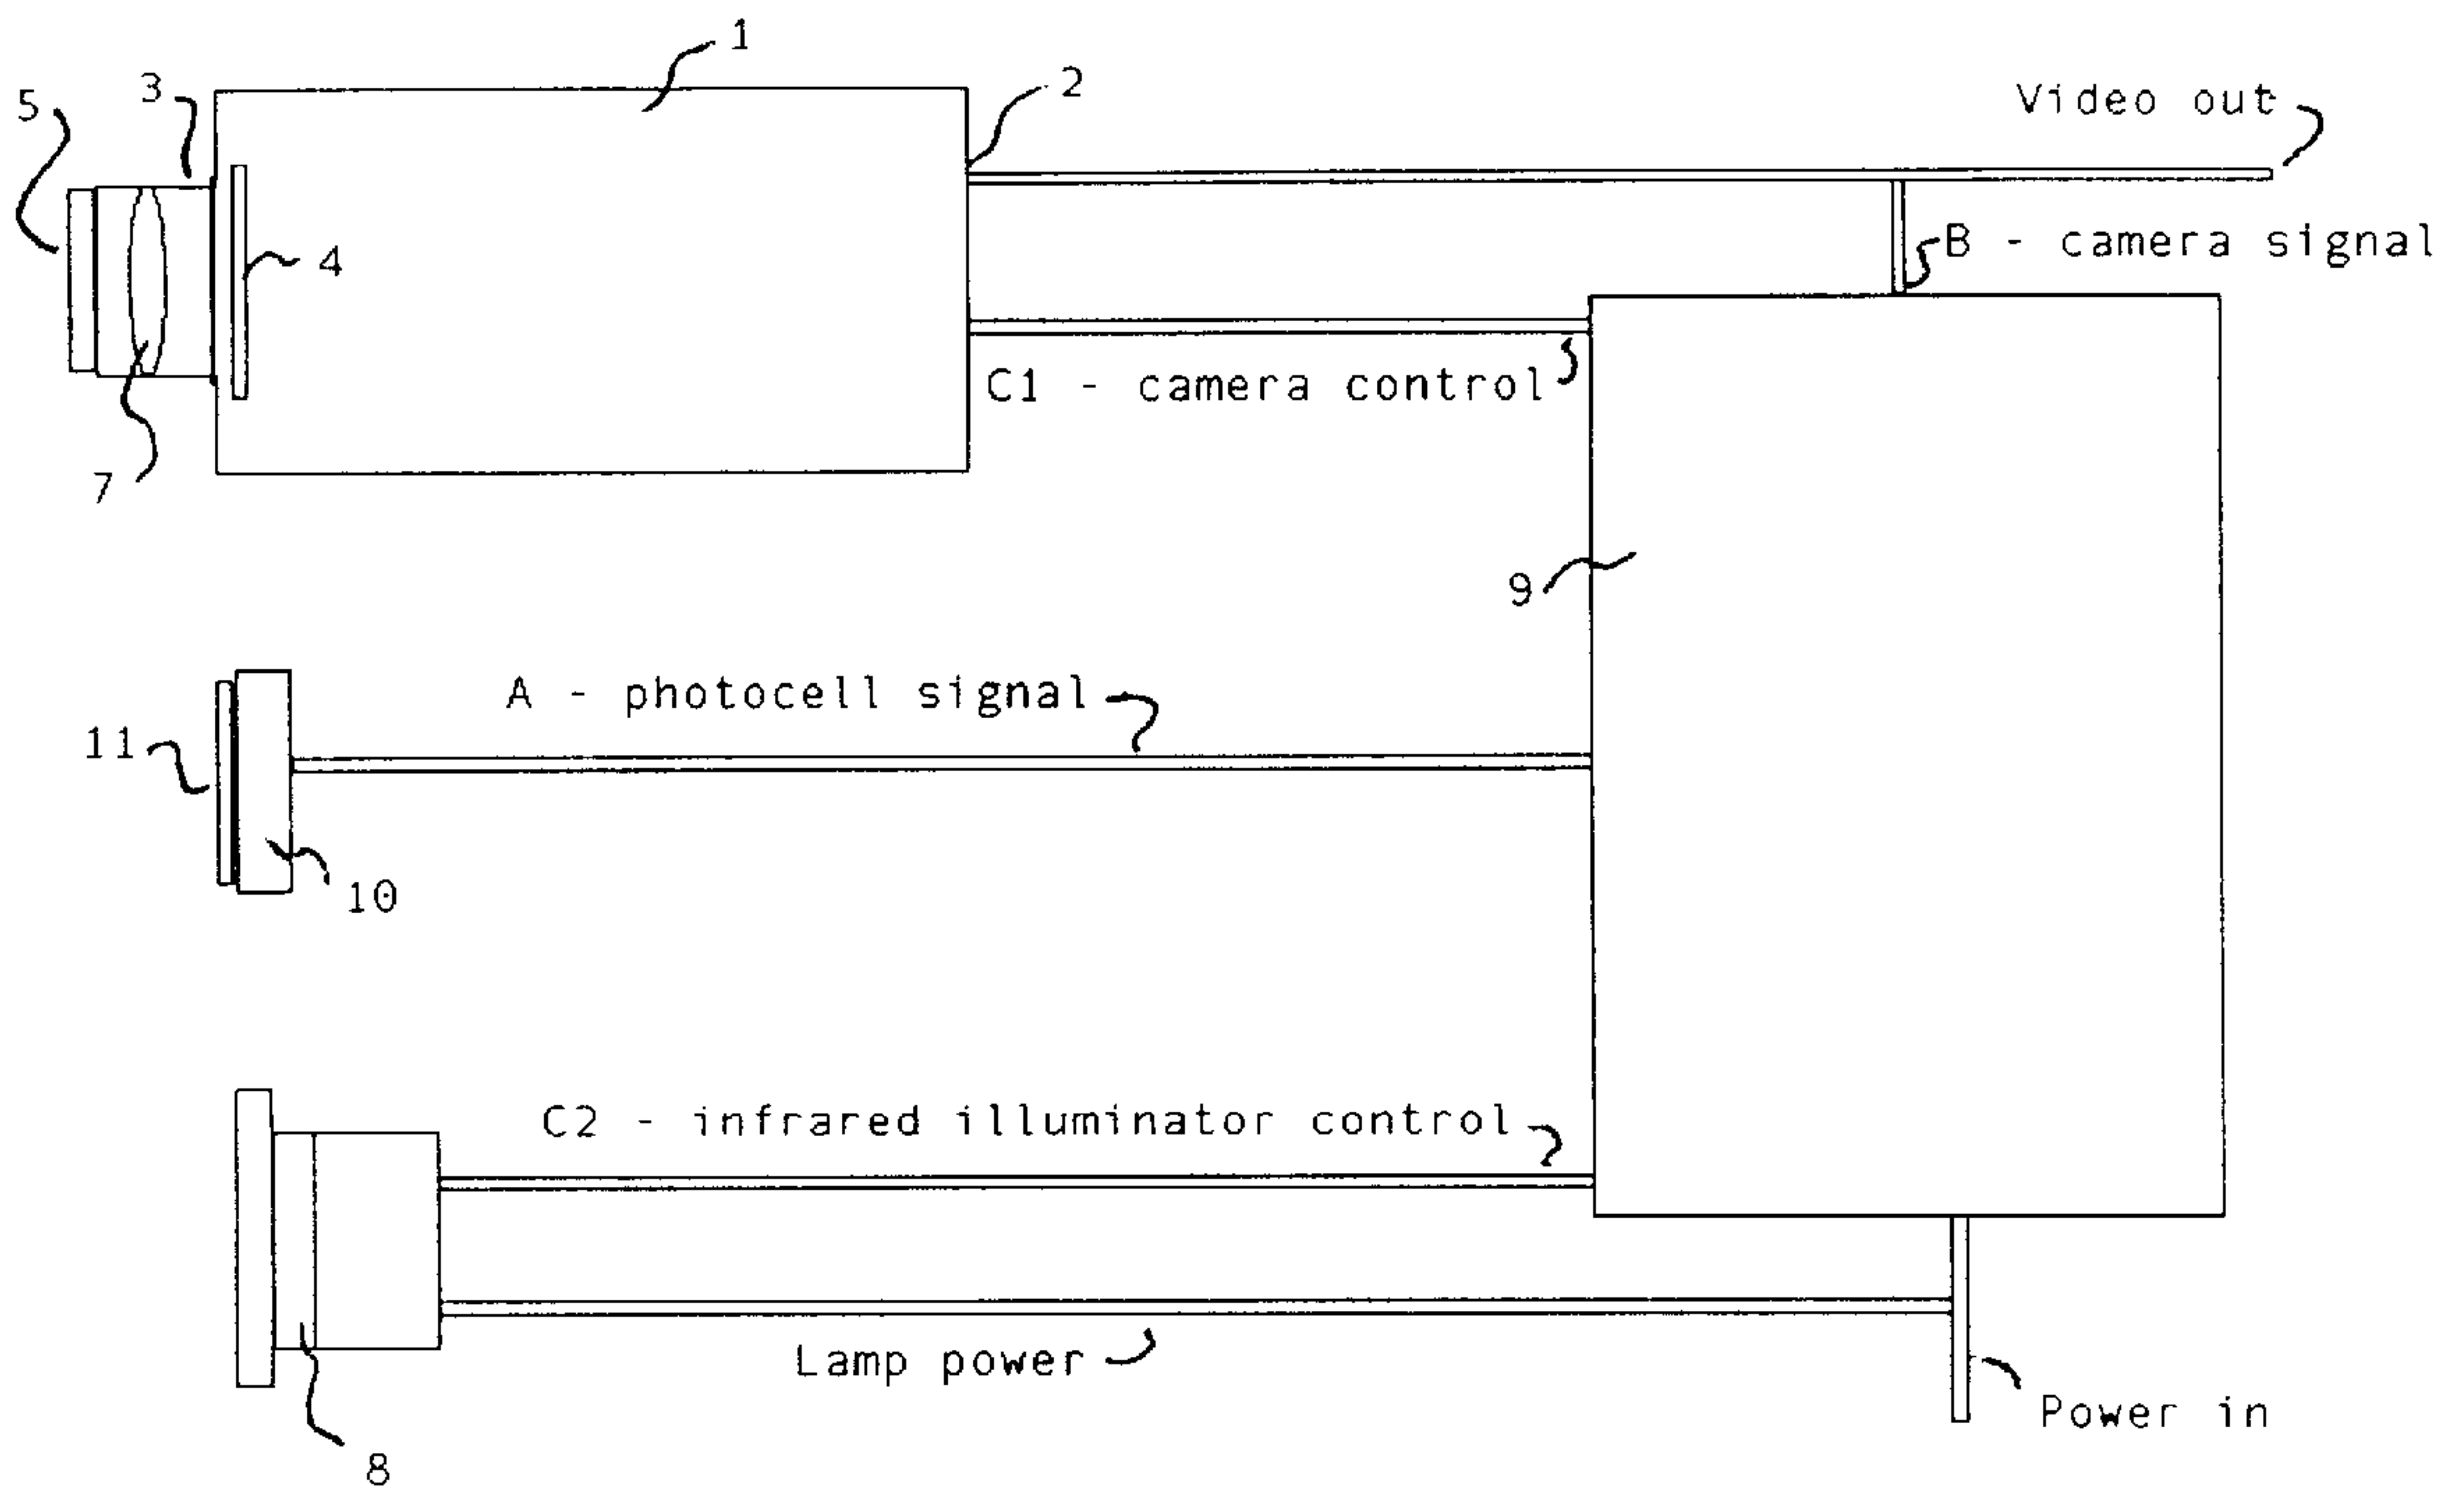 1
2
3
5
Video out
B - camera signal
4
C1 - camera control
7
9
A - photocell signal
11
10
C2 - infrared illuminator control
Lamp power
Power in
8